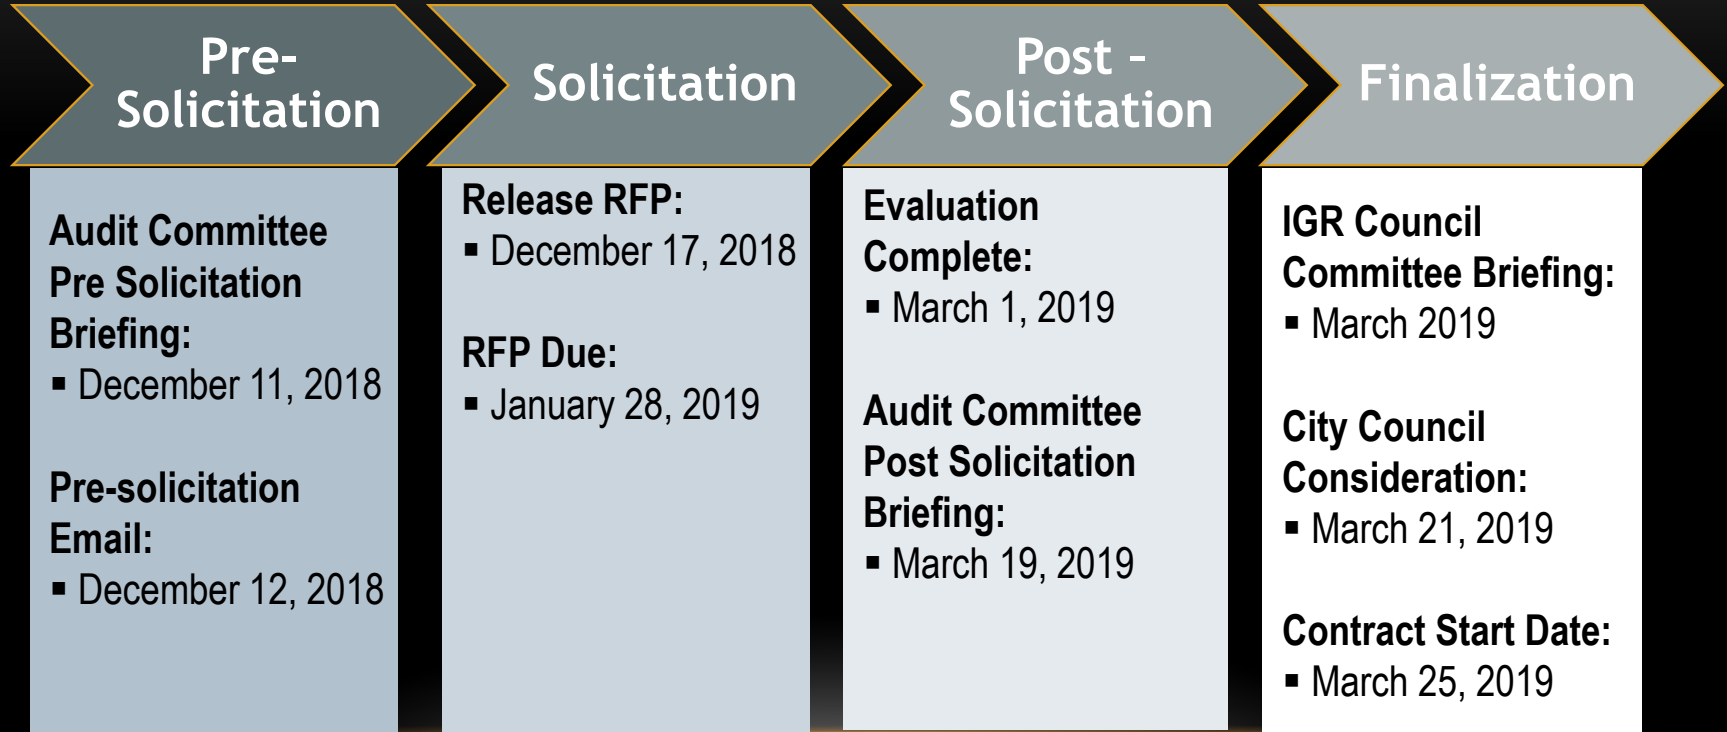 Pre-
Solicitation
Audit Committee
Pre Solicitation
Briefing:
▪ December 11, 2018
Pre-solicitation
Email:
▪ December 12, 2018
Solicitation
Release RFP:
▪ December 17, 2018
RFP Due:
▪ January 28, 2019
Post –
Solicitation
Evaluation
Complete:
▪ March 1, 2019
Audit Committee
Post Solicitation
Briefing:
▪ March 19, 2019
Finalization
IGR Council
Committee Briefing:
▪ March 2019
City Council
Consideration:
▪ March 21, 2019
Contract Start Date:
▪ March 25, 2019